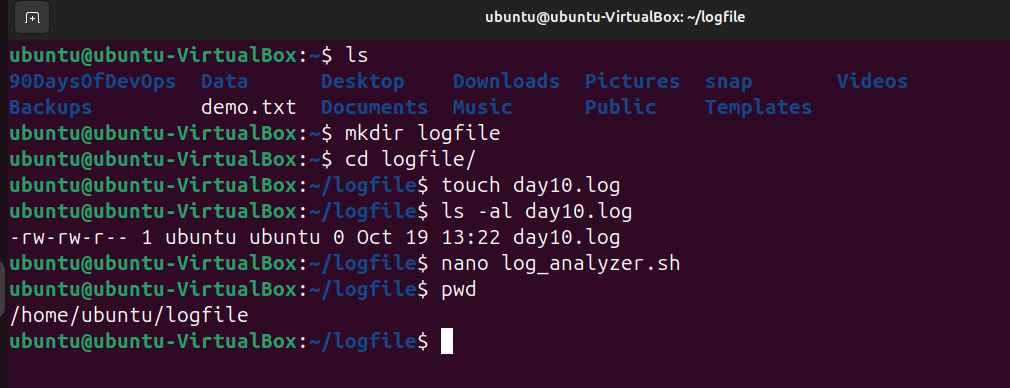 ubuntu@ubuntu-VirtualBox: ~/logfile
ubuntu@ubuntu-VirtualBox:~$ ls
90DaysOfDevOps  Data      Desktop    Downloads  Pictures  snap       Videos
Backups         demo.txt  Documents  Music      Public    Templates
ubuntu@ubuntu-VirtualBox:~$ mkdir logfile
ubuntu@ubuntu-VirtualBox:~$ cd logfile/
ubuntu@ubuntu-VirtualBox:~/logfile$ touch day10.log
ubuntu@ubuntu-VirtualBox:~/logfile$ ls -al day10.log
-rw-rw-r-- 1 ubuntu ubuntu 0 Oct 19 13:22 day10.log
ubuntu@ubuntu-VirtualBox:~/logfile$ nano log_analyzer.sh
ubuntu@ubuntu-VirtualBox:~/logfile$ pwd
/home/ubuntu/logfile
ubuntu@ubuntu-VirtualBox:~/logfile$